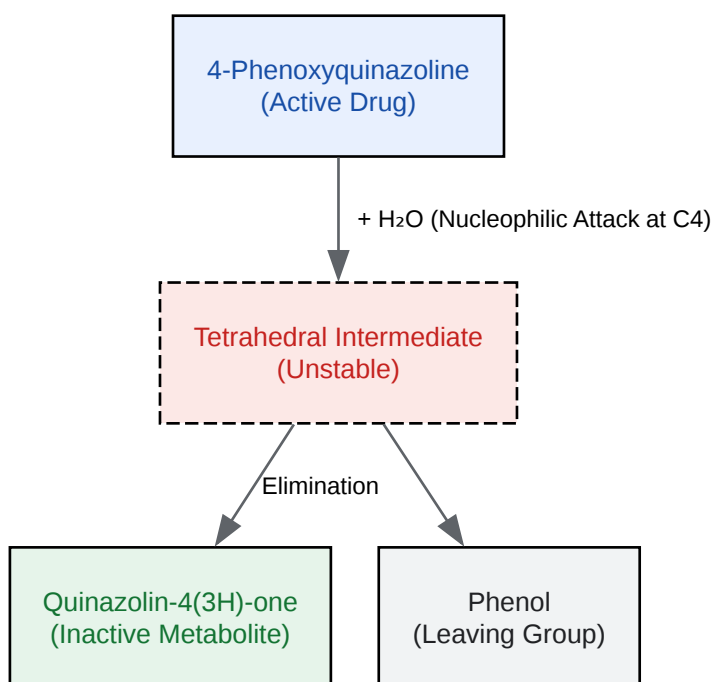 4-Phenoxyquinazoline
(Active Drug)
+ H₂O (Nucleophilic Attack at C4)
Tetrahedral Intermediate
(Unstable)
Elimination
Quinazolin-4(3H)-one
(Inactive Metabolite)
Phenol
(Leaving Group)